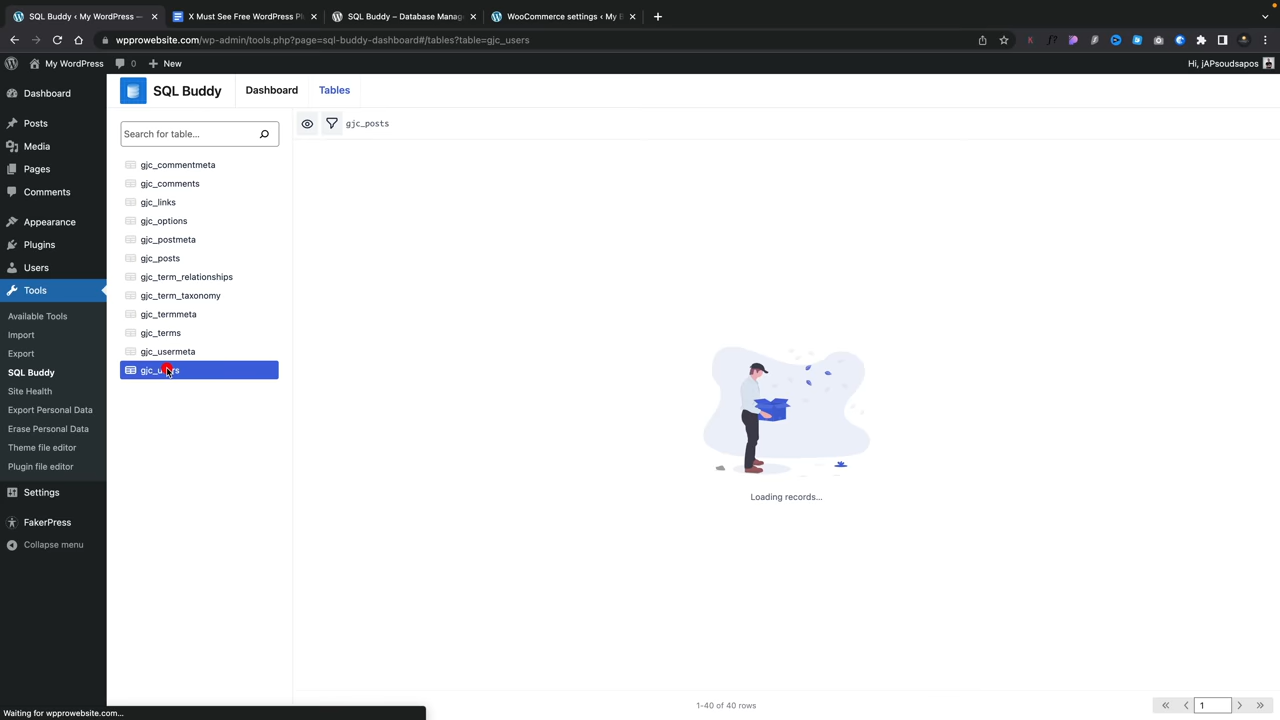 SQL Buddy ‹ My WordPress —
X Must See Free WordPress Pl
SQL Buddy – Database Manag
WooCommerce settings ‹ My B
wpprowebsite.com/wp-admin/tools.php?page=sql-buddy-dashboard#/tables?table=gjc_users
My WordPress
0
New
Hi, jAPsoudsapos
Dashboard
Posts
Media
Pages
Comments
Appearance
Plugins
Users
Tools
Available Tools
Import
Export
SQL Buddy
Site Health
Export Personal Data
Erase Personal Data
Theme file editor
Plugin file editor
Settings
FakerPress
Collapse menu
SQL Buddy
Dashboard
Tables
Search for table...
gjc_commentmeta
gjc_comments
gjc_links
gjc_options
gjc_postmeta
gjc_posts
gjc_term_relationships
gjc_term_taxonomy
gjc_termmeta
gjc_terms
gjc_usermeta
gjc_posts
Loading records...
1-40 of 40 rows
1
Waiting for wpprowebsite.com...